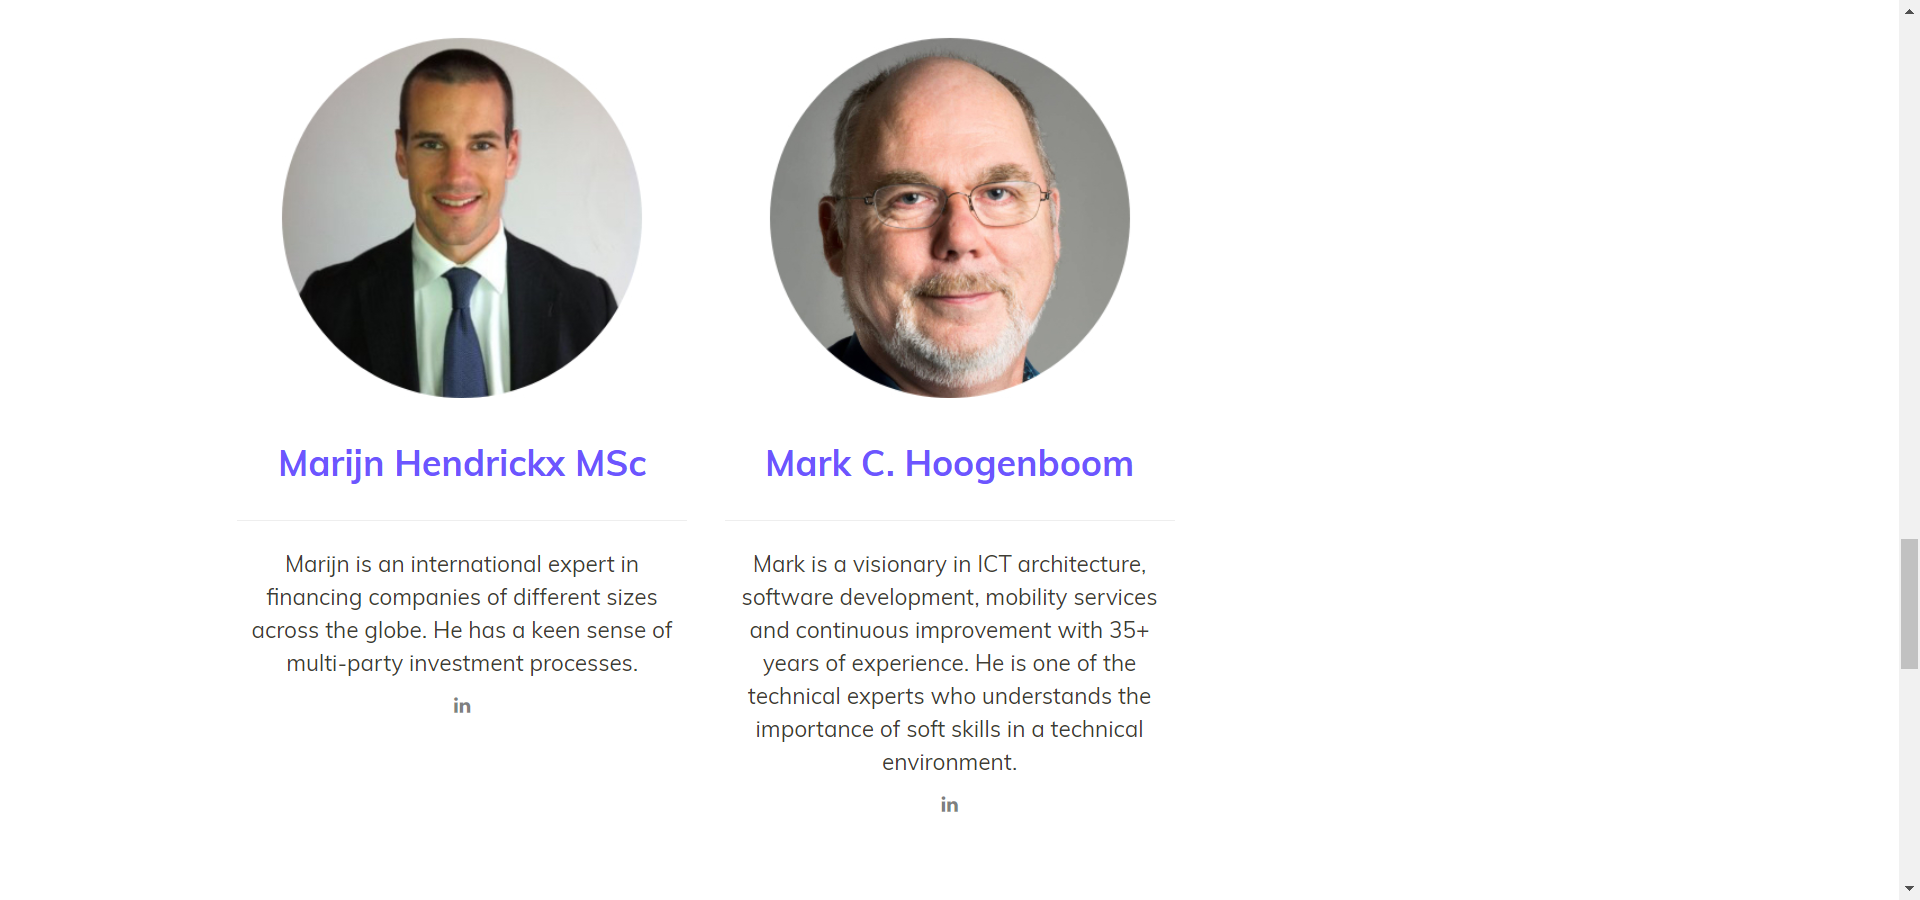 Marijn Hendrickx MSc
Marijn is an international expert in
financing companies of different sizes
across the globe. He has a keen sense of
multi-party investment processes.
in
Mark C. Hoogenboom
Mark is a visionary in ICT architecture,
software development, mobility services
and continuous improvement with 35+
years of experience. He is one of the
technical experts who understands the
importance of soft skills in a technical
environment.
in